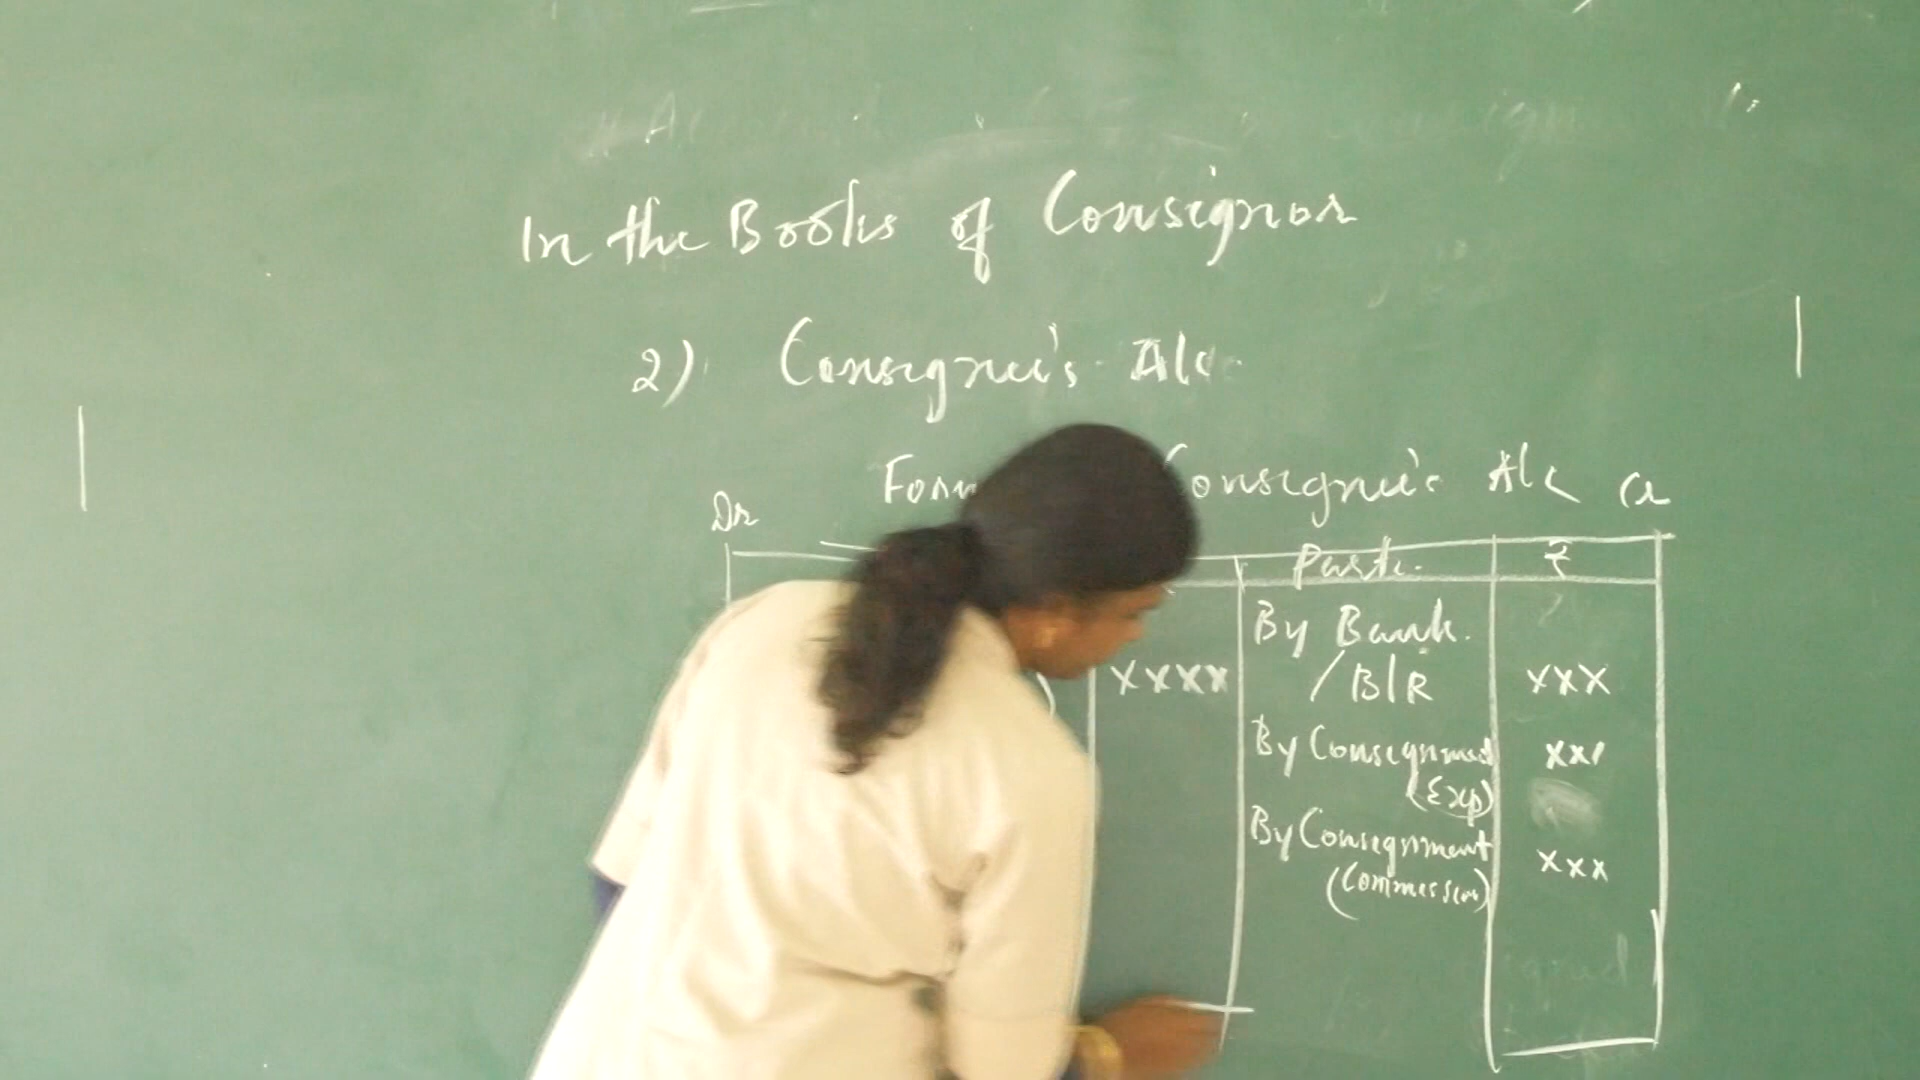 In the Books of Consignor
2) Consignee's A/c
Consignee's A/c Cr
Dr
Parti. ₹
By Bank.
xxxx /B/R xxx
By Consignment xxx
(Exp)
By Consignment xxx
(Commission)